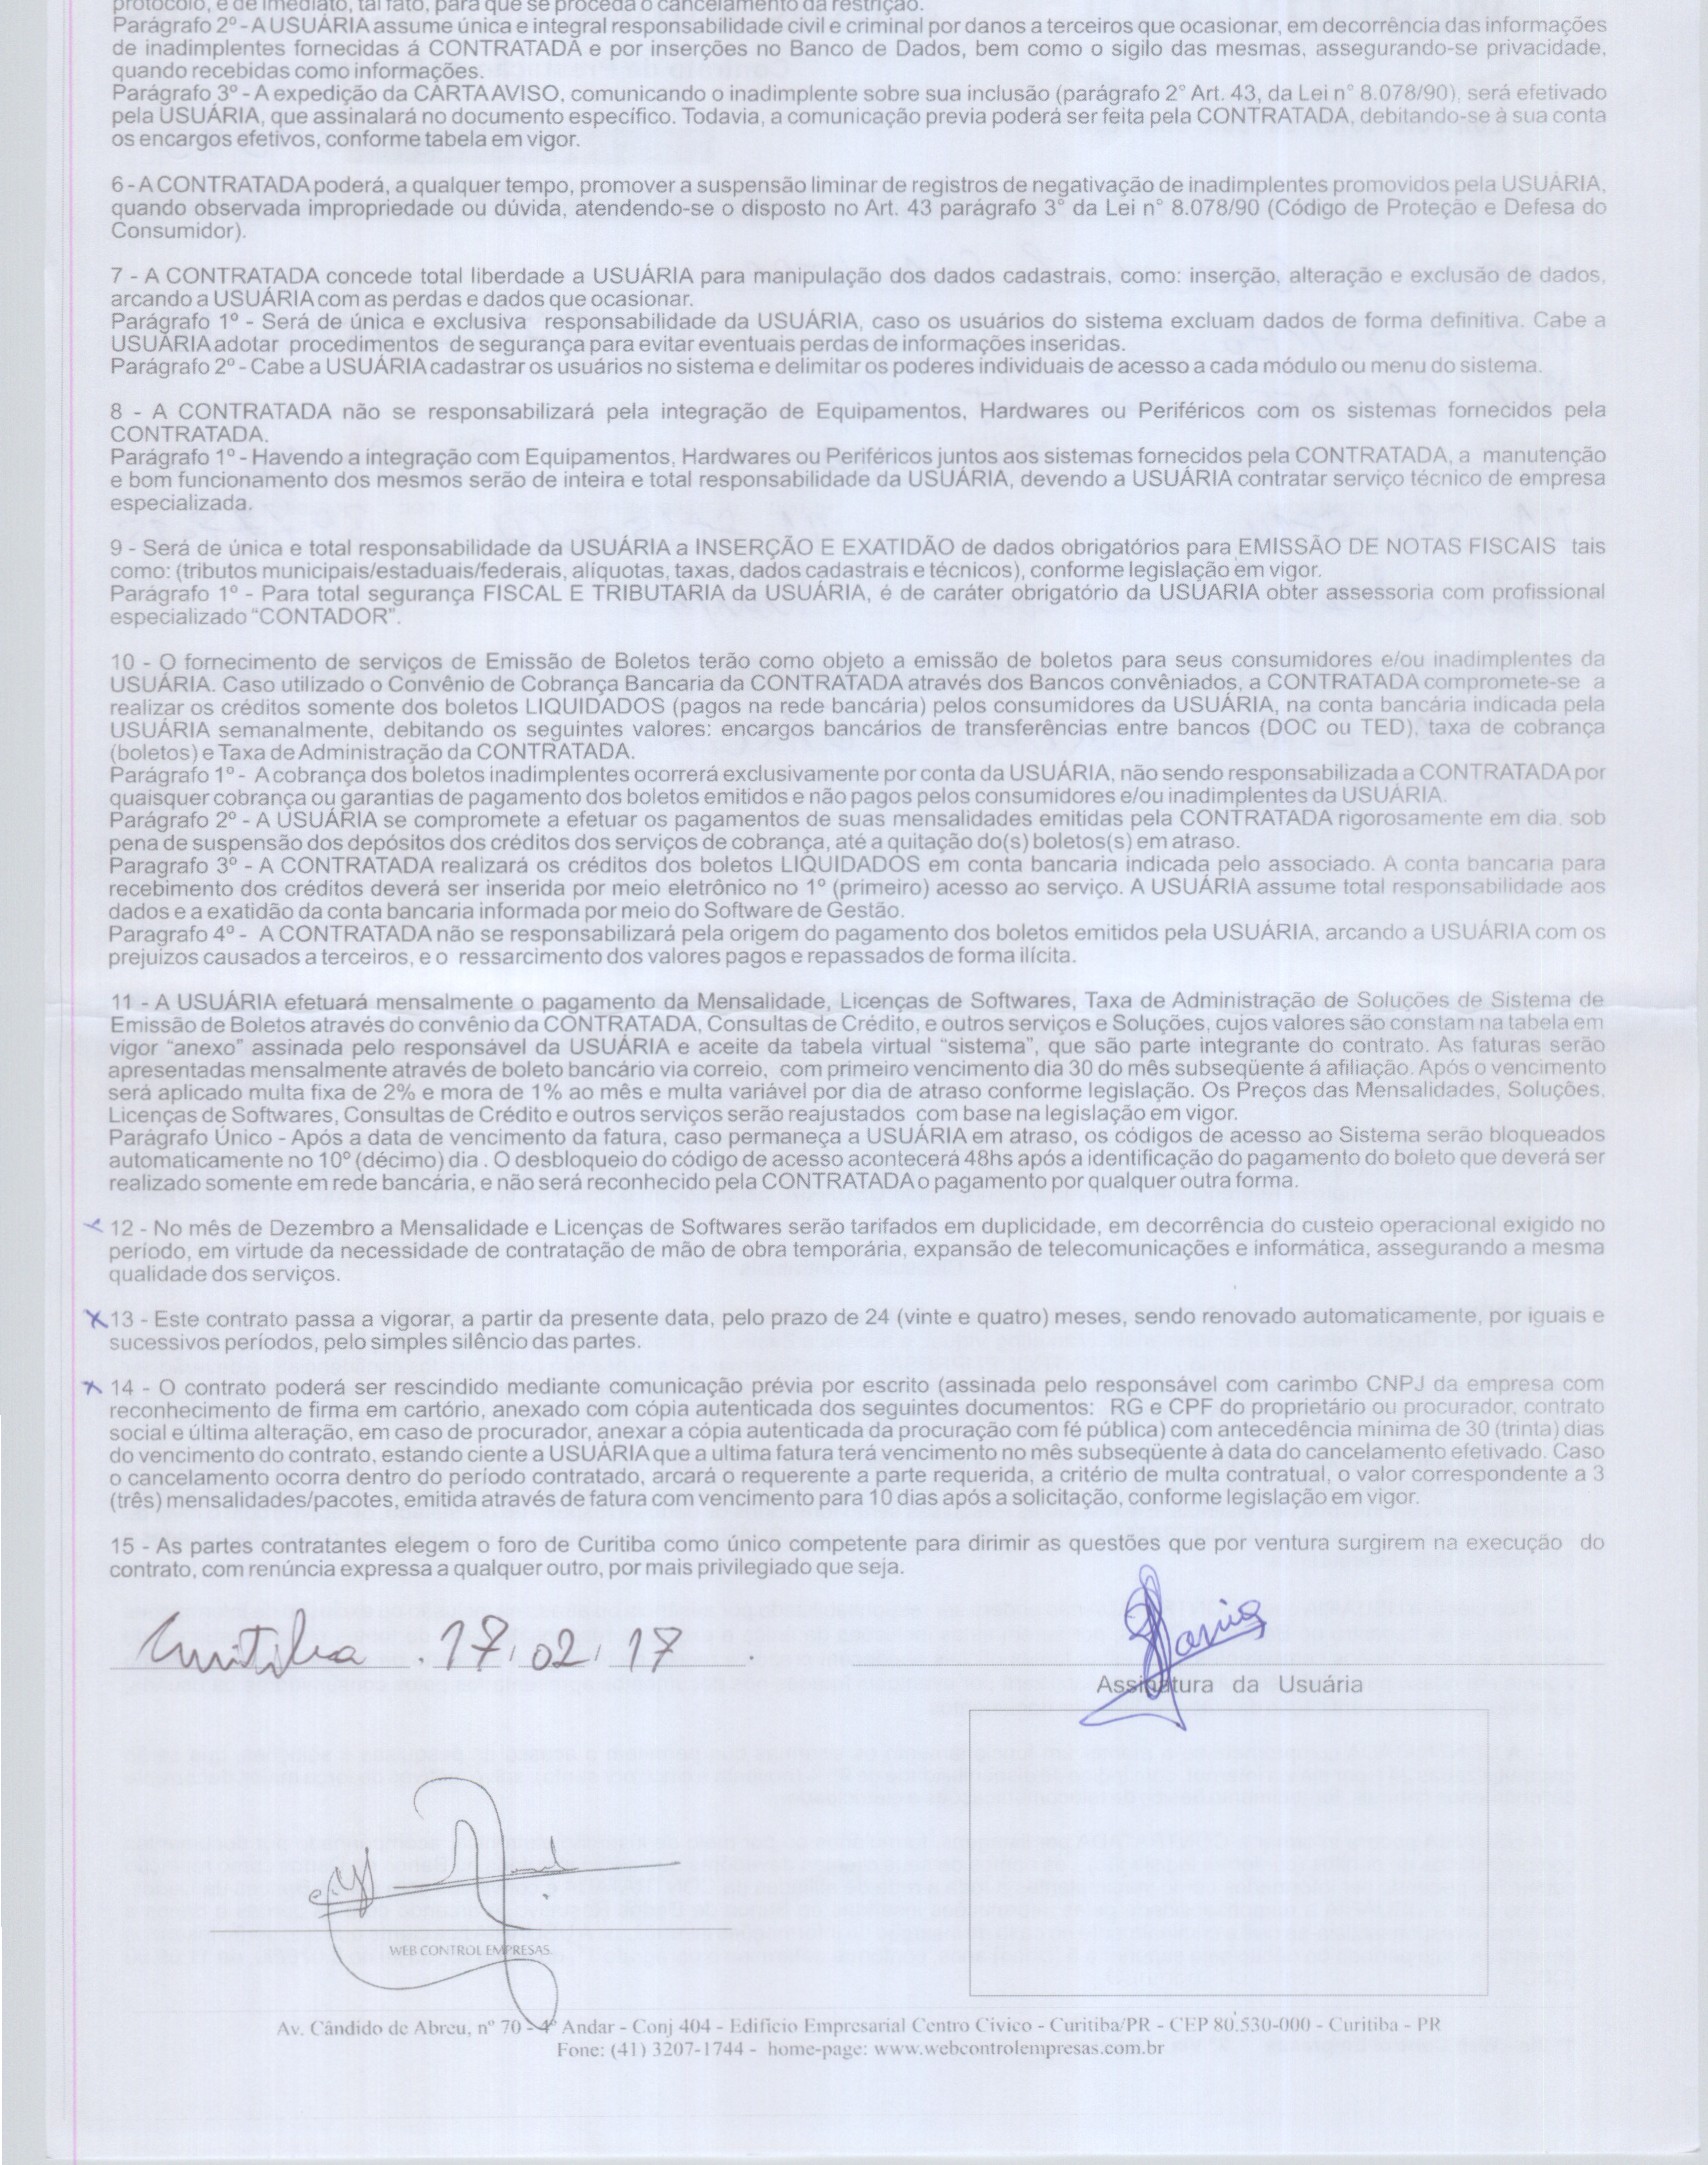 protocolo, e de imediato, tal fato, para que se proceda o cancelamento da restrição.
Parágrafo 2º - A USUÁRIA assume única e integral responsabilidade civil e criminal por danos a terceiros que ocasionar, em decorrência das informações
de inadimplentes fornecidas á CONTRATADA e por inserções no Banco de Dados, bem como o sigilo das mesmas, assegurando-se privacidade,
quando recebidas como informações.
Parágrafo 3º - A expedição da CARTA AVISO, comunicando o inadimplente sobre sua inclusão (parágrafo 2° Art. 43, da Lei n° 8.078/90), será efetivado
pela USUÁRIA, que assinalará no documento específico. Todavia, a comunicação previa poderá ser feita pela CONTRATADA, debitando-se à sua conta
os encargos efetivos, conforme tabela em vigor.
6 - A CONTRATADA poderá, a qualquer tempo, promover a suspensão liminar de registros de negativação de inadimplentes promovidos pela USUÁRIA,
quando observada impropriedade ou dúvida, atendendo-se o disposto no Art. 43 parágrafo 3° da Lei n° 8.078/90 (Código de Proteção e Defesa do
Consumidor).
7 - A CONTRATADA concede total liberdade a USUÁRIA para manipulação dos dados cadastrais, como: inserção, alteração e exclusão de dados,
arcando a USUÁRIA com as perdas e dados que ocasionar.
Parágrafo 1º - Será de única e exclusiva responsabilidade da USUÁRIA, caso os usuários do sistema excluam dados de forma definitiva. Cabe a
USUÁRIA adotar procedimentos de segurança para evitar eventuais perdas de informações inseridas.
Parágrafo 2º - Cabe a USUÁRIA cadastrar os usuários no sistema e delimitar os poderes individuais de acesso a cada módulo ou menu do sistema.
8 - A CONTRATADA não se responsabilizará pela integração de Equipamentos, Hardwares ou Periféricos com os sistemas fornecidos pela
CONTRATADA.
Parágrafo 1º - Havendo a integração com Equipamentos, Hardwares ou Periféricos juntos aos sistemas fornecidos pela CONTRATADA, a manutenção
e bom funcionamento dos mesmos serão de inteira e total responsabilidade da USUÁRIA, devendo a USUÁRIA contratar serviço técnico de empresa
especializada.
9 - Será de única e total responsabilidade da USUÁRIA a INSERÇÃO E EXATIDÃO de dados obrigatórios para EMISSÃO DE NOTAS FISCAIS tais
como: (tributos municipais/estaduais/federais, alíquotas, taxas, dados cadastrais e técnicos), conforme legislação em vigor.
Parágrafo 1º - Para total segurança FISCAL E TRIBUTARIA da USUÁRIA, é de caráter obrigatório da USUARIA obter assessoria com profissional
especializado "CONTADOR".
10 - O fornecimento de serviços de Emissão de Boletos terão como objeto a emissão de boletos para seus consumidores e/ou inadimplentes da
USUÁRIA. Caso utilizado o Convênio de Cobrança Bancaria da CONTRATADA através dos Bancos convêniados, a CONTRATADA compromete-se a
realizar os créditos somente dos boletos LIQUIDADOS (pagos na rede bancária) pelos consumidores da USUÁRIA, na conta bancária indicada pela
USUÁRIA semanalmente, debitando os seguintes valores: encargos bancários de transferências entre bancos (DOC ou TED), taxa de cobrança
(boletos) e Taxa de Administração da CONTRATADA.
Parágrafo 1º - A cobrança dos boletos inadimplentes ocorrerá exclusivamente por conta da USUÁRIA, não sendo responsabilizada a CONTRATADA por
quaisquer cobrança ou garantias de pagamento dos boletos emitidos e não pagos pelos consumidores e/ou inadimplentes da USUÁRIA.
Parágrafo 2º - A USUÁRIA se compromete a efetuar os pagamentos de suas mensalidades emitidas pela CONTRATADA rigorosamente em dia, sob
pena de suspensão dos depósitos dos créditos dos serviços de cobrança, até a quitação do(s) boletos(s) em atraso.
Paragrafo 3º - A CONTRATADA realizará os créditos dos boletos LIQUIDADOS em conta bancaria indicada pelo associado. A conta bancaria para
recebimento dos créditos deverá ser inserida por meio eletrônico no 1º (primeiro) acesso ao serviço. A USUÁRIA assume total responsabilidade aos
dados e a exatidão da conta bancaria informada por meio do Software de Gestão.
Paragrafo 4º - A CONTRATADA não se responsabilizará pela origem do pagamento dos boletos emitidos pela USUÁRIA, arcando a USUÁRIA com os
prejuizos causados a terceiros, e o ressarcimento dos valores pagos e repassados de forma ilícita.
11 - A USUÁRIA efetuará mensalmente o pagamento da Mensalidade, Licenças de Softwares, Taxa de Administração de Soluções de Sistema de
Emissão de Boletos através do convênio da CONTRATADA, Consultas de Crédito, e outros serviços e Soluções, cujos valores são constam na tabela em
vigor "anexo" assinada pelo responsável da USUÁRIA e aceite da tabela virtual "sistema", que são parte integrante do contrato. As faturas serão
apresentadas mensalmente através de boleto bancário via correio, com primeiro vencimento dia 30 do mês subseqüente á afiliação. Após o vencimento
será aplicado multa fixa de 2% e mora de 1% ao mês e multa variável por dia de atraso conforme legislação. Os Preços das Mensalidades, Soluções,
Licenças de Softwares, Consultas de Crédito e outros serviços serão reajustados com base na legislação em vigor.
Parágrafo Único - Após a data de vencimento da fatura, caso permaneça a USUÁRIA em atraso, os códigos de acesso ao Sistema serão bloqueados
automaticamente no 10º (décimo) dia . O desbloqueio do código de acesso acontecerá 48hs após a identificação do pagamento do boleto que deverá ser
realizado somente em rede bancária, e não será reconhecido pela CONTRATADA o pagamento por qualquer outra forma.
12 - No mês de Dezembro a Mensalidade e Licenças de Softwares serão tarifados em duplicidade, em decorrência do custeio operacional exigido no
período, em virtude da necessidade de contratação de mão de obra temporária, expansão de telecomunicações e informática, assegurando a mesma
qualidade dos serviços.
x 13 - Este contrato passa a vigorar, a partir da presente data, pelo prazo de 24 (vinte e quatro) meses, sendo renovado automaticamente, por iguais e
sucessivos períodos, pelo simples silêncio das partes.
x 14 - O contrato poderá ser rescindido mediante comunicação prévia por escrito (assinada pelo responsável com carimbo CNPJ da empresa com
reconhecimento de firma em cartório, anexado com cópia autenticada dos seguintes documentos: RG e CPF do proprietário ou procurador, contrato
social e última alteração, em caso de procurador, anexar a cópia autenticada da procuração com fé pública) com antecedência minima de 30 (trinta) dias
do vencimento do contrato, estando ciente a USUÁRIA que a ultima fatura terá vencimento no mês subseqüente à data do cancelamento efetivado. Caso
o cancelamento ocorra dentro do período contratado, arcará o requerente a parte requerida, a critério de multa contratual, o valor correspondente a 3
(três) mensalidades/pacotes, emitida através de fatura com vencimento para 10 dias após a solicitação, conforme legislação em vigor.
15 - As partes contratantes elegem o foro de Curitiba como único competente para dirimir as questões que por ventura surgirem na execução do
contrato, com renúncia expressa a qualquer outro, por mais privilegiado que seja.
Curitiba . 17, 02, 17 .
Assinatura da Usuária
WEB CONTROL EMPRESAS
Av. Cândido de Abreu, nº 70 - 4º Andar - Conj 404 - Edifício Empresarial Centro Cívico - Curitiba/PR - CEP 80.530-000 - Curitiba - PR
Fone: (41) 3207-1744 - home-page: www.webcontrolempresas.com.br